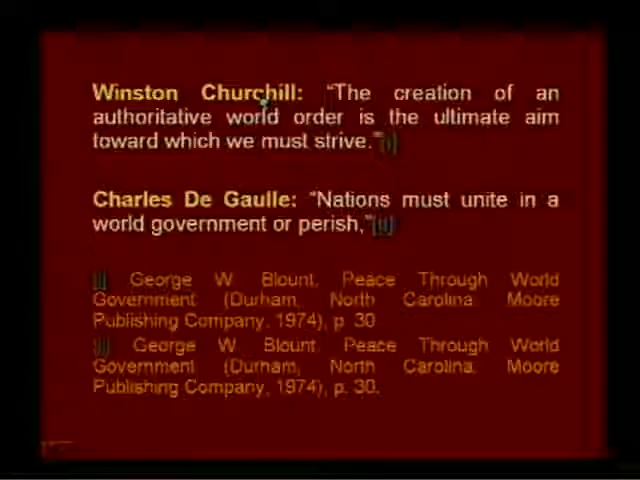 Winston Churchill: “The creation of an
authoritative world order is the ultimate aim
toward which we must strive.”[i]
Charles De Gaulle: “Nations must unite in a
world government or perish,”[ii]
[i] George W. Blount, Peace Through World
Government (Durham, North Carolina: Moore
Publishing Company, 1974), p. 30
[ii] George W. Blount, Peace Through World
Government (Durham, North Carolina: Moore
Publishing Company, 1974), p. 30.